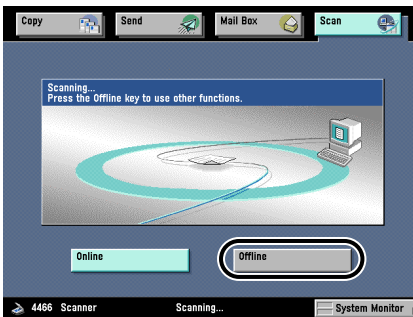 Copy
Send
Mail Box
Scan
Scanning...
Press the Offline key to use other functions.
Online
Offline
4466 Scanner
Scanning...
System Monitor